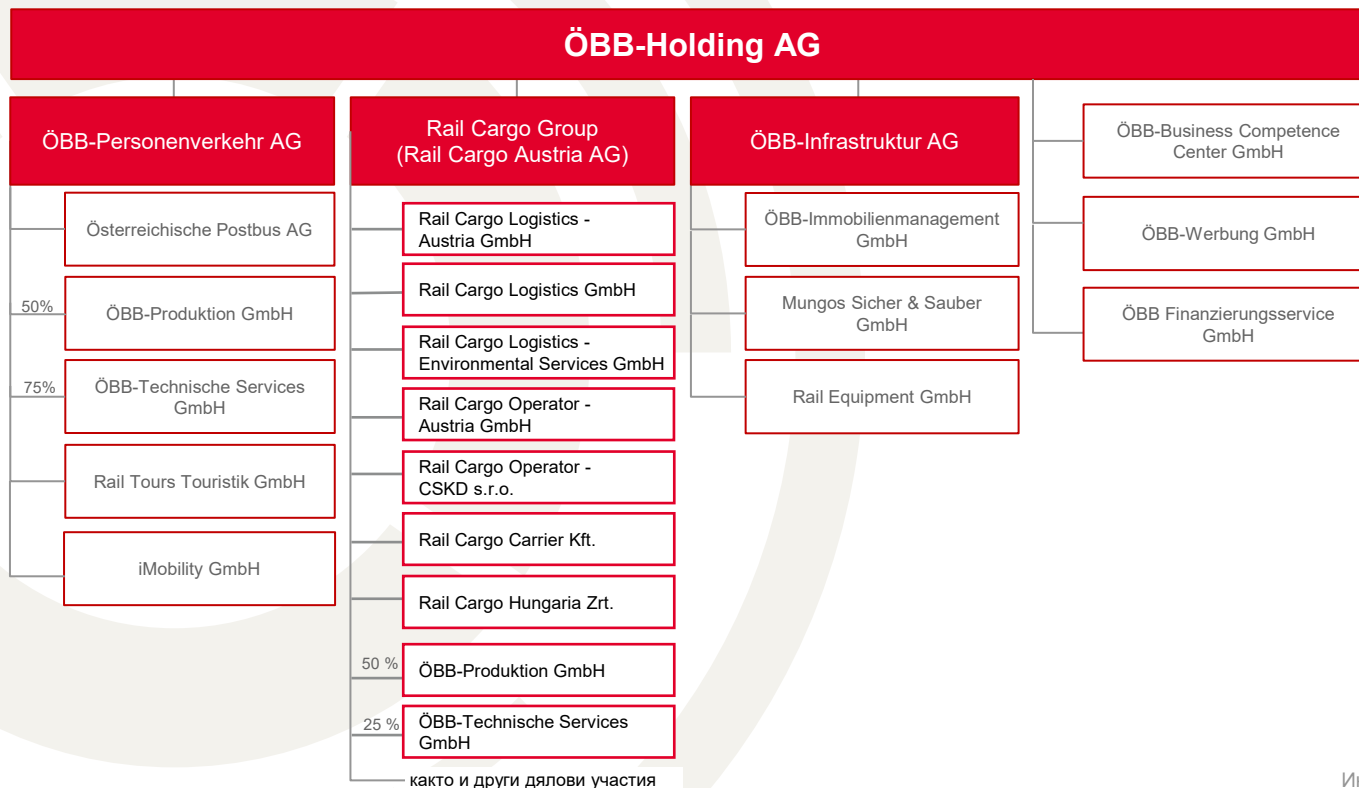 ÖBB-Holding AG
ÖBB-Personenverkehr AG
Österreichische Postbus AG
50%
ÖBB-Produktion GmbH
75%
ÖBB-Technische Services
GmbH
Rail Tours Touristik GmbH
iMobility GmbH
Rail Cargo Group
(Rail Cargo Austria AG)
Rail Cargo Logistics -
Austria GmbH
Rail Cargo Logistics GmbH
Rail Cargo Logistics -
Environmental Services GmbH
Rail Cargo Operator -
Austria GmbH
Rail Cargo Operator -
CSKD s.r.o.
Rail Cargo Carrier Kft.
Rail Cargo Hungaria Zrt.
50 %
ÖBB-Produktion GmbH
25 %
ÖBB-Technische Services
GmbH
както и други дялови участия
ÖBB-Infrastruktur AG
ÖBB-Immobilienmanagement
GmbH
Mungos Sicher & Sauber
GmbH
Rail Equipment GmbH
ÖBB-Business Competence
Center GmbH
ÖBB-Werbung GmbH
ÖBB Finanzierungsservice
GmbH